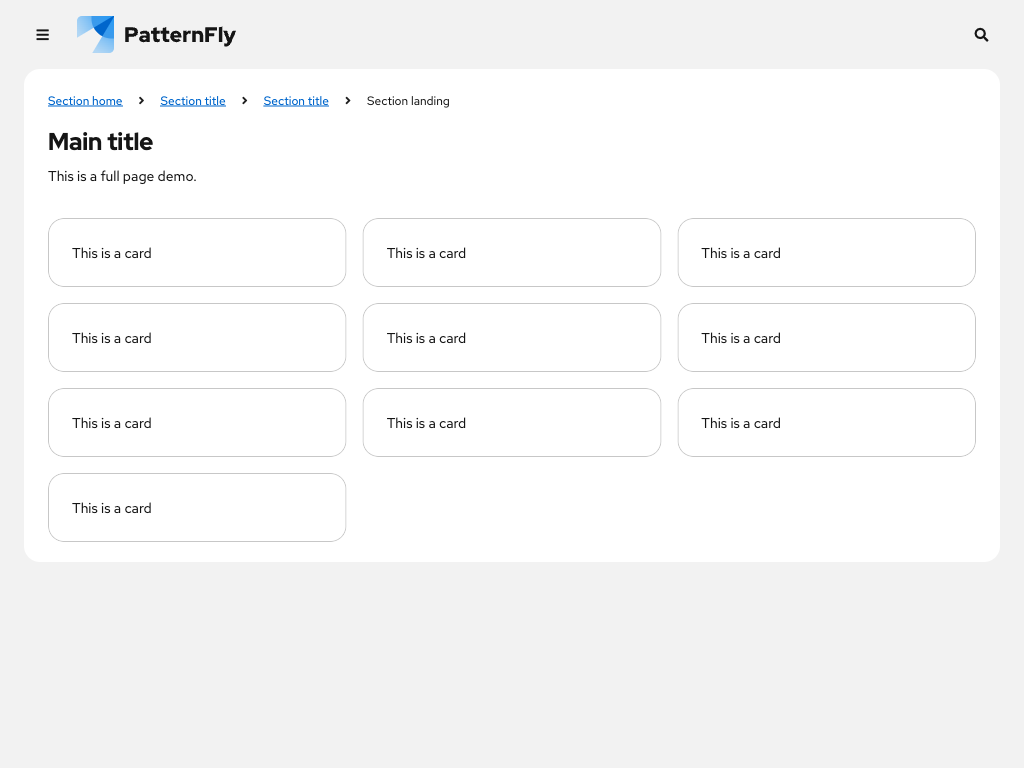 PatternFly
Section home Section title Section title Section landing
Main title
This is a full page demo.
This is a card This is a card This is a card
This is a card This is a card This is a card
This is a card This is a card This is a card
This is a card